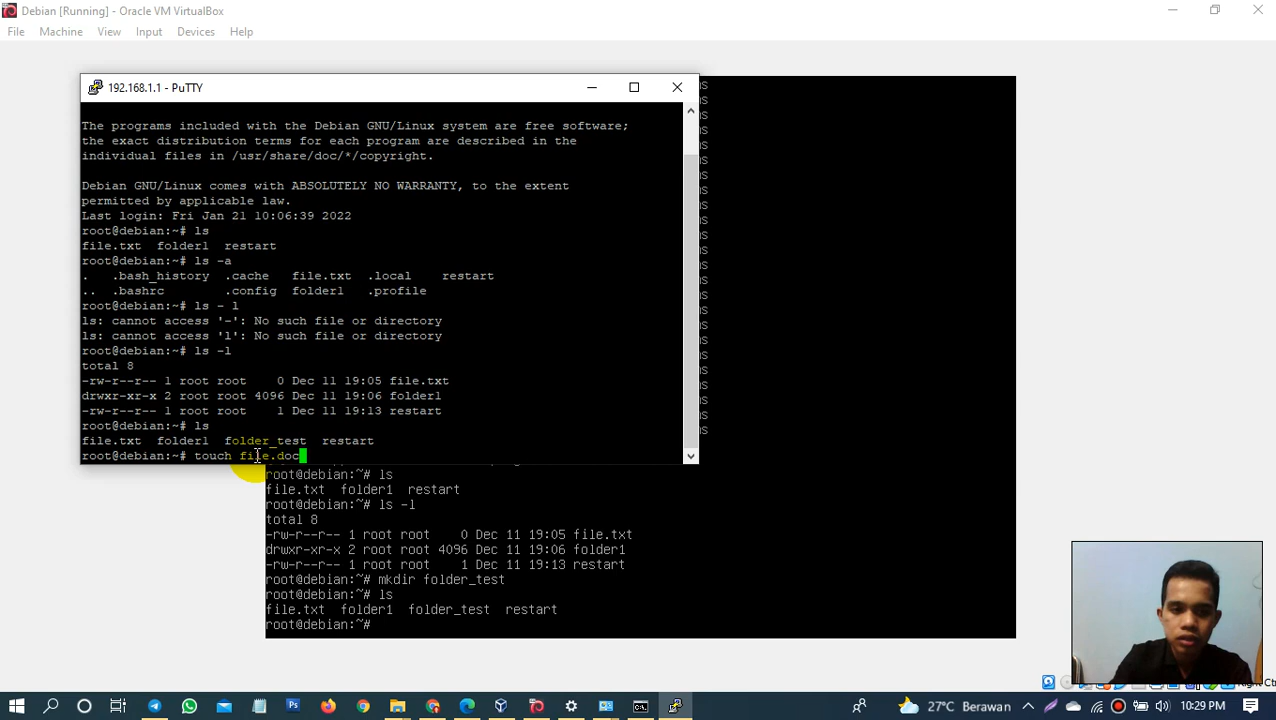 Debian [Running] - Oracle VM VirtualBox
File Machine View Input Devices Help
192.168.1.1 - PuTTY
The programs included with the Debian GNU/Linux system are free software;
the exact distribution terms for each program are described in the
individual files in /usr/share/doc/*/copyright.
Debian GNU/Linux comes with ABSOLUTELY NO WARRANTY, to the extent
permitted by applicable law.
Last login: Fri Jan 21 10:06:39 2022
root@debian:~# ls
file.txt folder1 restart
root@debian:~# ls -a
. .bash_history .cache file.txt .local restart
.. .bashrc .config folder1 .profile
root@debian:~# ls - l
ls: cannot access '-': No such file or directory
ls: cannot access 'l': No such file or directory
root@debian:~# ls -l
total 8
-rw-r--r-- 1 root root 0 Dec 11 19:05 file.txt
drwxr-xr-x 2 root root 4096 Dec 11 19:06 folder1
-rw-r--r-- 1 root root 1 Dec 11 19:13 restart
root@debian:~# ls
file.txt folder1 folder_test restart
root@debian:~# touch file.doc
root@debian:~# ls
file.txt folder1 restart
root@debian:~# ls -l
total 8
-rw-r--r-- 1 root root 0 Dec 11 19:05 file.txt
drwxr-xr-x 2 root root 4096 Dec 11 19:06 folder1
-rw-r--r-- 1 root root 1 Dec 11 19:13 restart
root@debian:~# mkdir folder_test
root@debian:~# ls
file.txt folder1 folder_test restart
root@debian:~#
27°C Berawan
10:29 PM